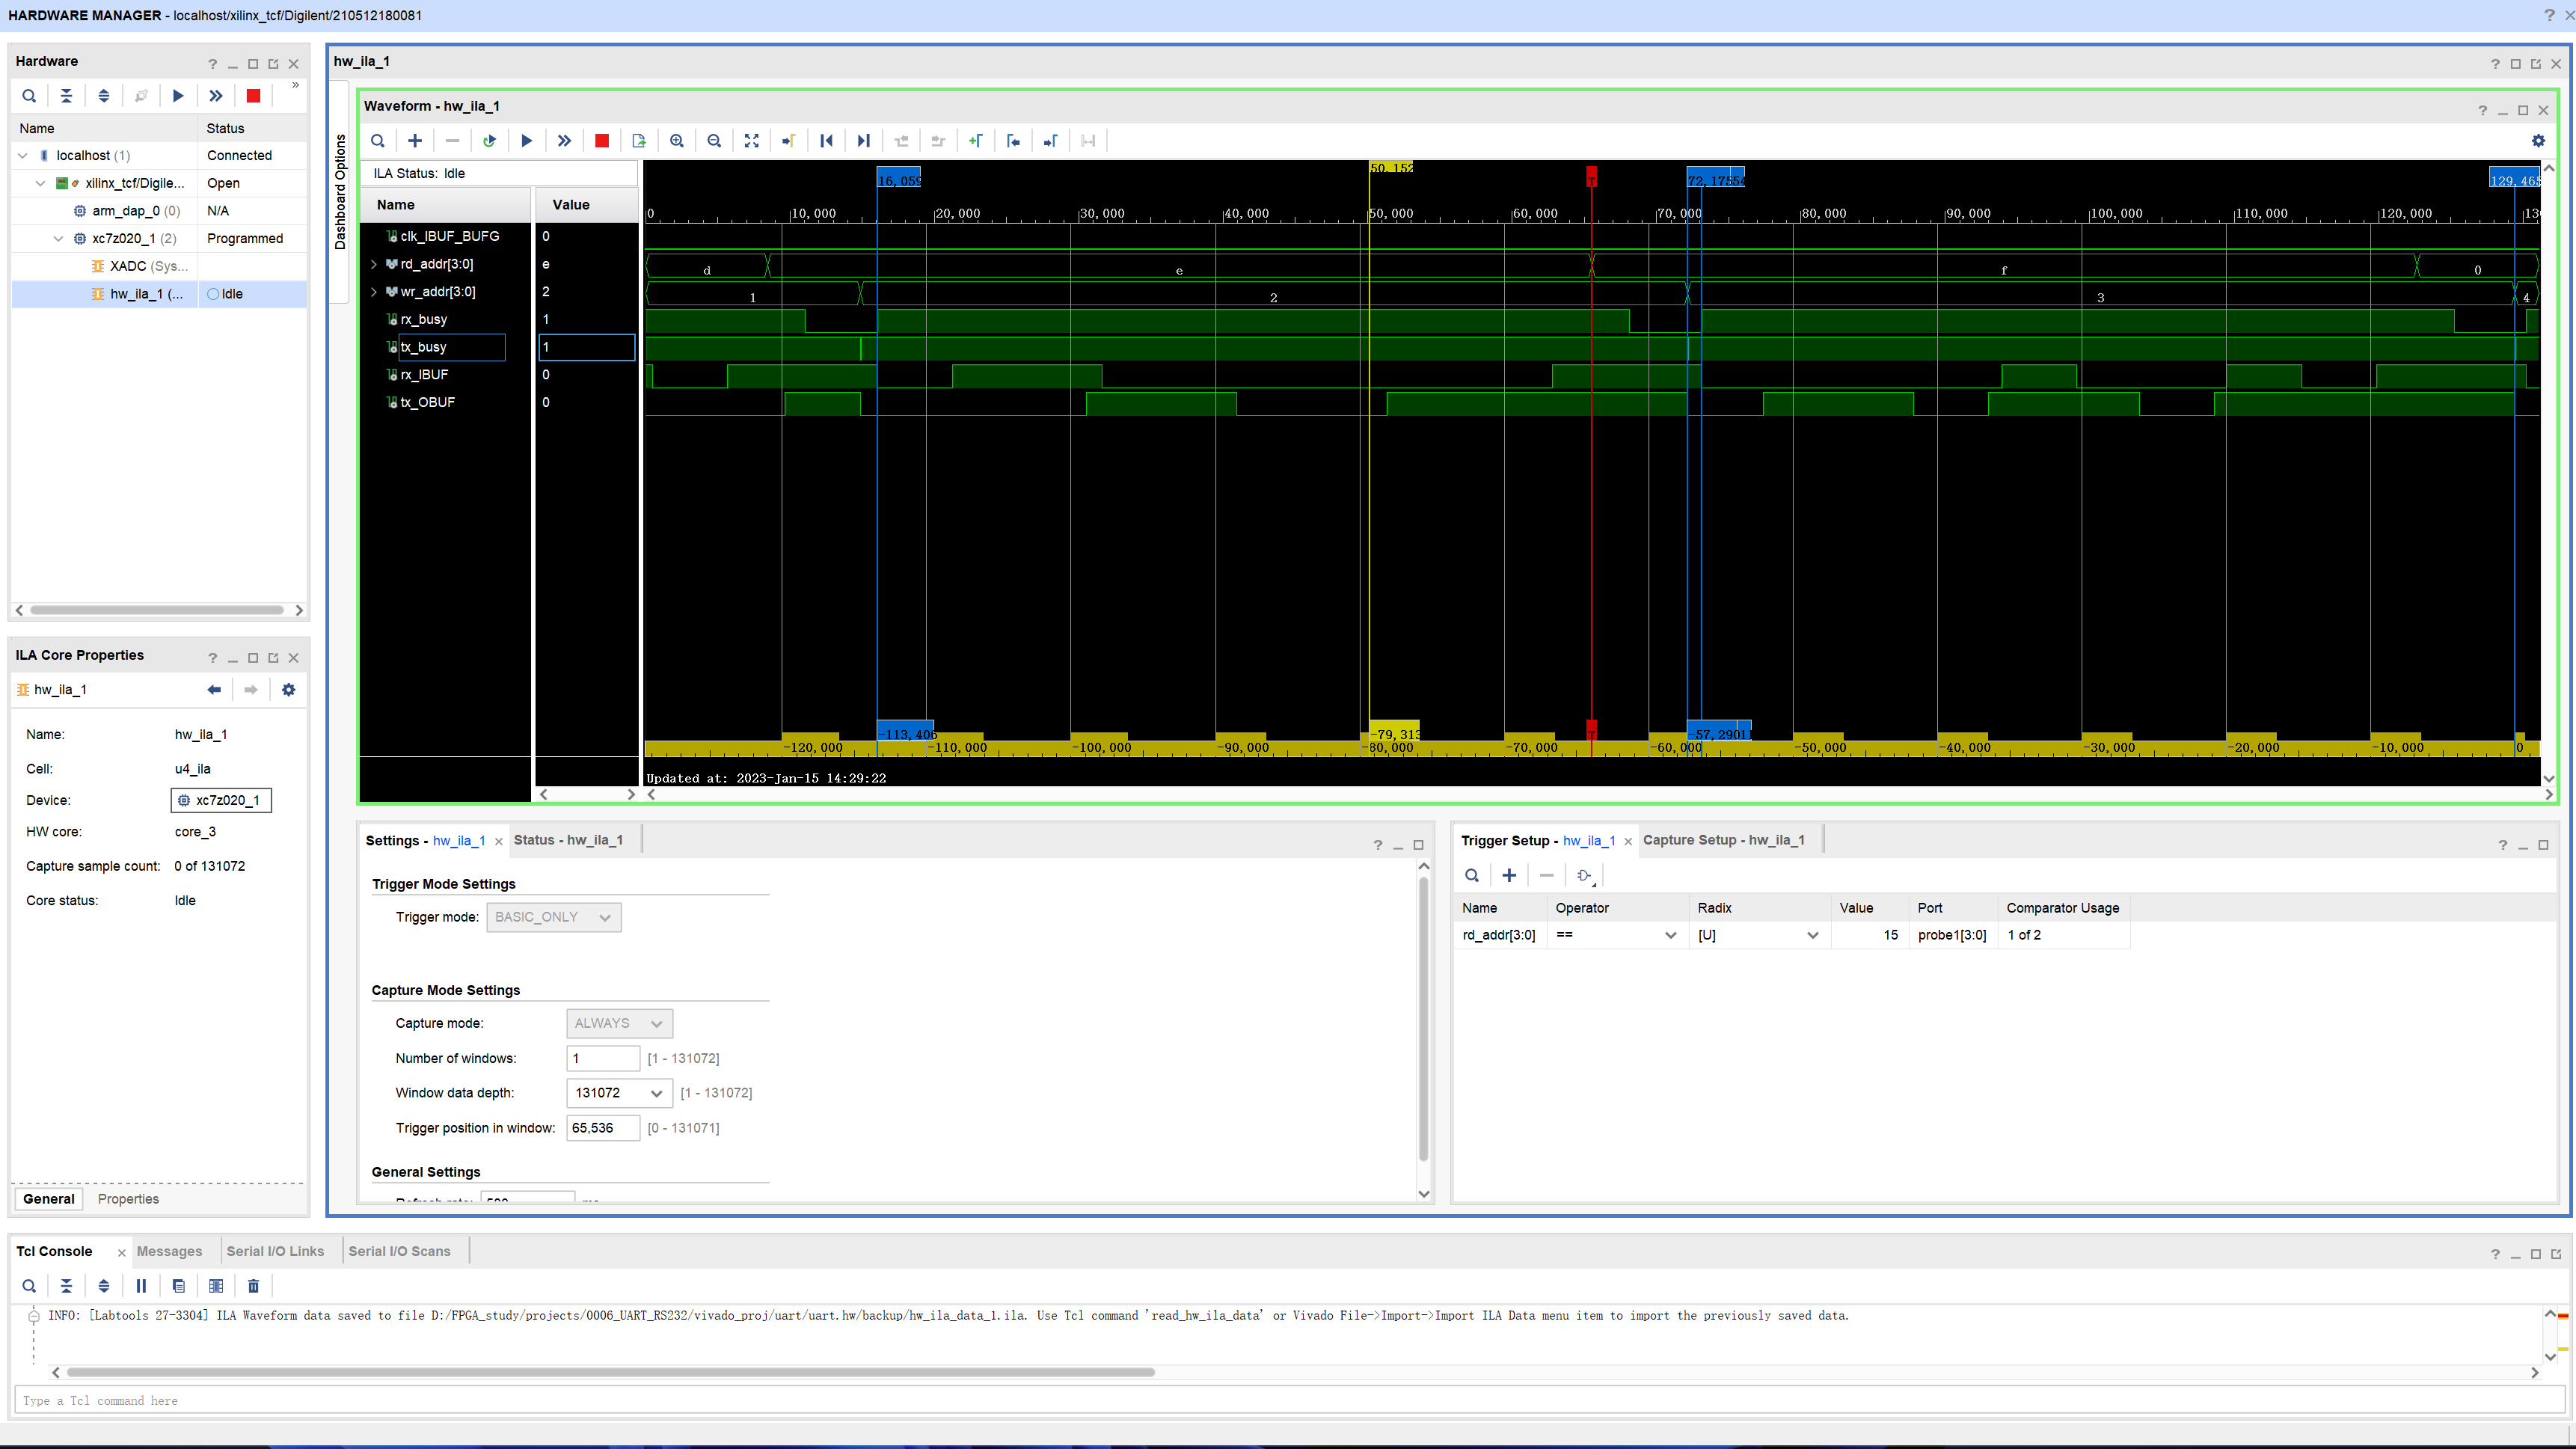 HARDWARE MANAGER - localhost/xilinx_tcf/Digilent/210512180081
Hardware
Name Status
localhost (1) Connected
xilinx_tcf/Digile... Open
arm_dap_0 (0) N/A
xc7z020_1 (2) Programmed
XADC (Sys...
hw_ila_1 (... Idle
ILA Core Properties
hw_ila_1
Name: hw_ila_1
Cell: u4_ila
Device: xc7z020_1
HW core: core_3
Capture sample count: 0 of 131072
Core status: Idle
General Properties
hw_ila_1
Dashboard Options
Waveform - hw_ila_1
ILA Status: Idle
Name Value
16,059 50,152 T 72,175 129,465
0 10,000 20,000 30,000 40,000 50,000 60,000 70,000 80,000 90,000 100,000 110,000 120,000
clk_IBUF_BUFG 0
rd_addr[3:0] e d e f 0
wr_addr[3:0] 2 1 2 3 4
rx_busy 1
tx_busy 1
rx_IBUF 0
tx_OBUF 0
-113,406 -79,313 T -57,290
-120,000 -110,000 -100,000 -90,000 -80,000 -70,000 -60,000 -50,000 -40,000 -30,000 -20,000 -10,000 0
Updated at: 2023-Jan-15 14:29:22
Settings - hw_ila_1 Status - hw_ila_1
Trigger Mode Settings
Trigger mode: BASIC_ONLY
Capture Mode Settings
Capture mode: ALWAYS
Number of windows: 1 [1 - 131072]
Window data depth: 131072 [1 - 131072]
Trigger position in window: 65,536 [0 - 131071]
General Settings
Refresh rate: 500 ms
Trigger Setup - hw_ila_1 Capture Setup - hw_ila_1
Name Operator Radix Value Port Comparator Usage
rd_addr[3:0] == [U] 15 probe1[3:0] 1 of 2
Tcl Console Messages Serial I/O Links Serial I/O Scans
INFO: [Labtools 27-3304] ILA Waveform data saved to file D:/FPGA_study/projects/0006_UART_RS232/vivado_proj/uart/uart.hw/backup/hw_ila_data_1.ila. Use Tcl command 'read_hw_ila_data' or Vivado File->Import->Import ILA Data menu item to import the previously saved data.
Type a Tcl command here